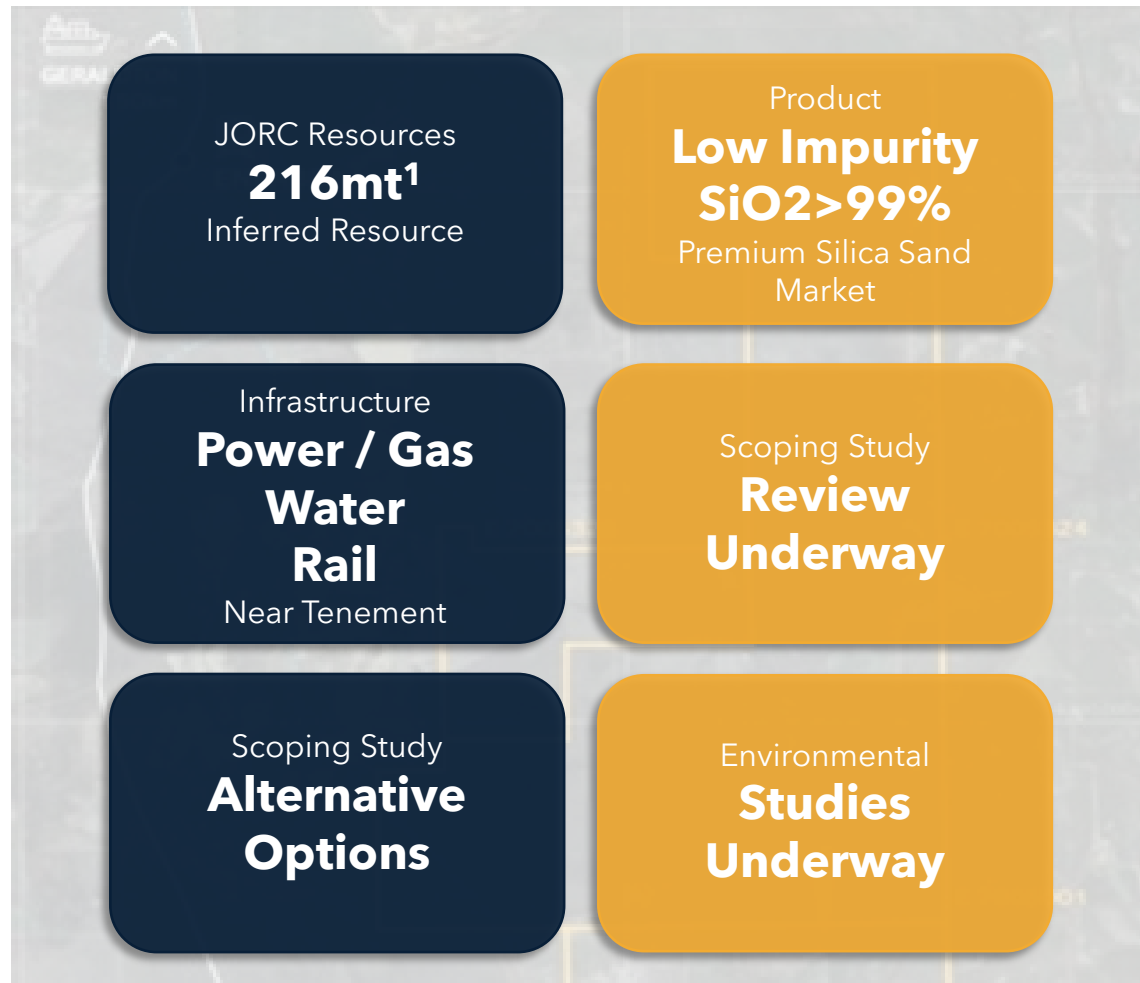 JORC Resources
216mt¹
Inferred Resource
Product
Low Impurity
SiO2>99%
Premium Silica Sand
Market
Infrastructure
Power / Gas
Water
Rail
Near Tenement
Scoping Study
Review
Underway
Scoping Study
Alternative
Options
Environmental
Studies
Underway